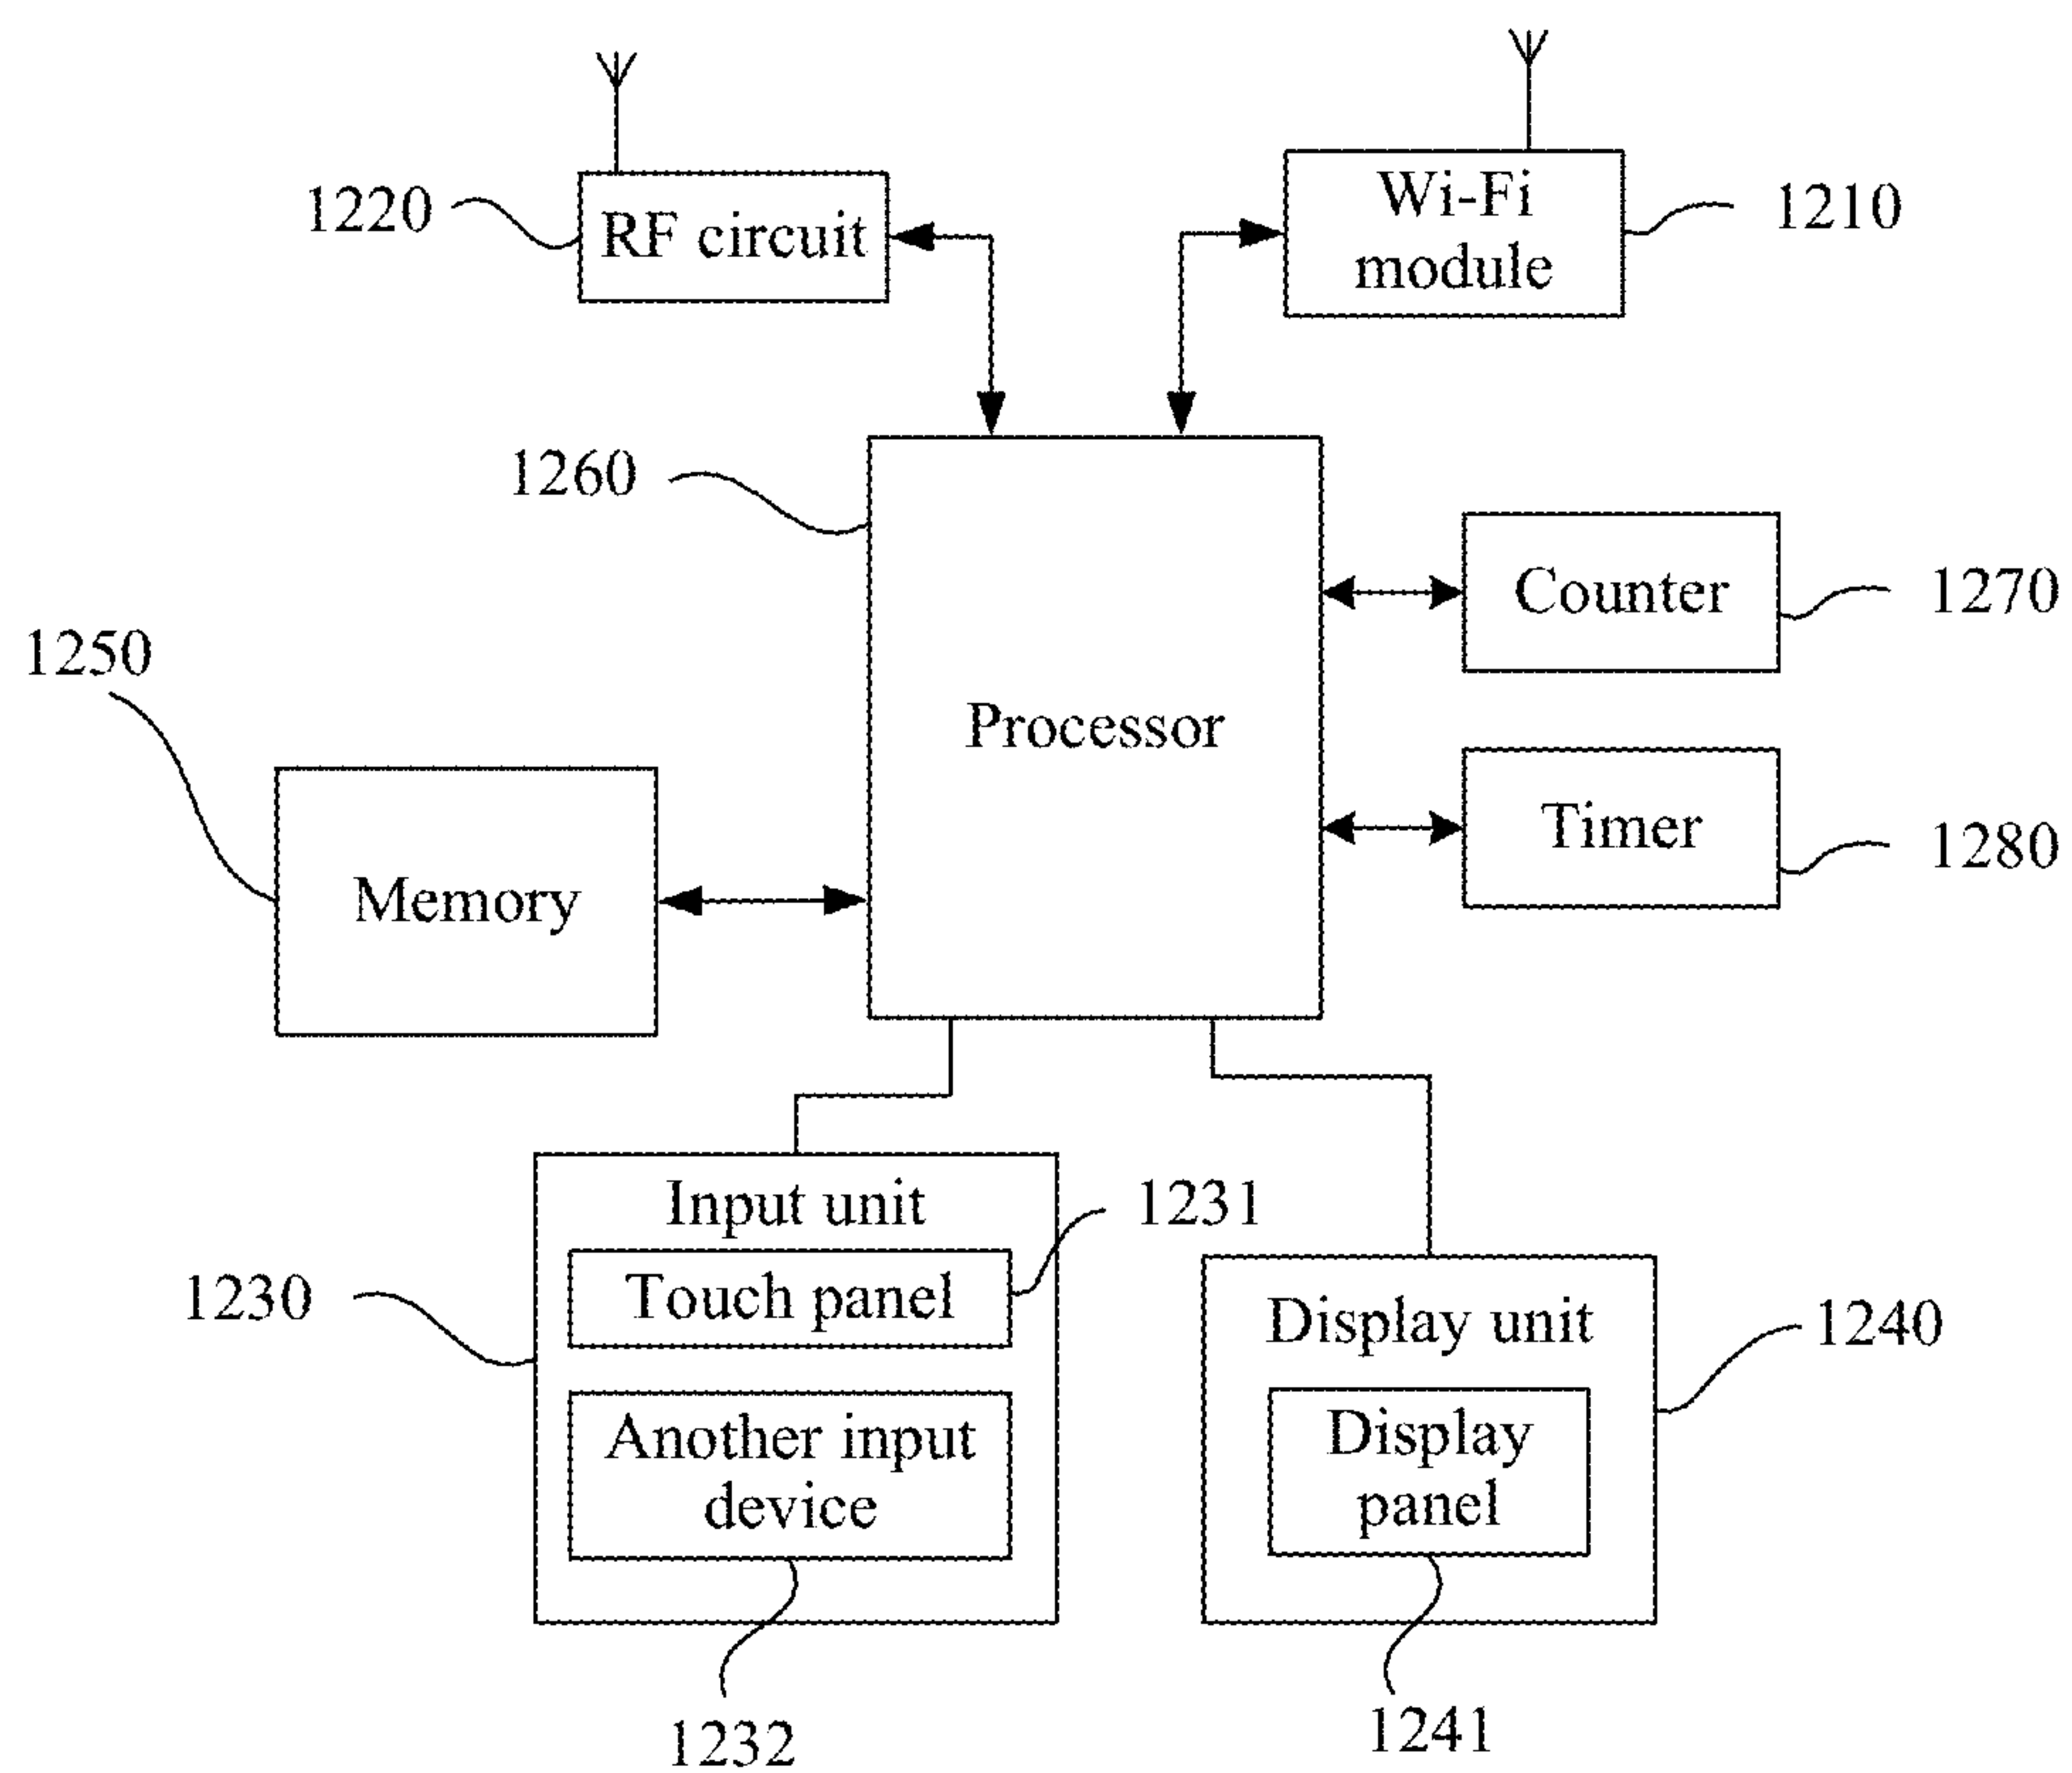 1220
RF circuit
Wi-Fi
module
1210
1260
Counter
1270
1250
Processor
Timer
1280
Memory
Input unit
1231
1230
Touch panel
Display unit
1240
Another input
device
Display
panel
1232
1241